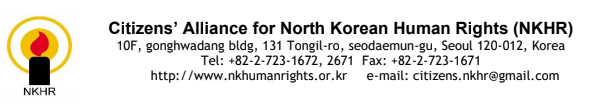 Citizens’ Alliance for North Korean Human Rights (NKHR)
10F, gonghwadang bldg, 131 Tongil-ro, seodaemun-gu, Seoul 120-012, Korea
Tel: +82-2-723-1672, 2671  Fax: +82-2-723-1671
http://www.nkhumanrights.or.kr  e-mail: citizens.nkhr@gmail.com
NKHR